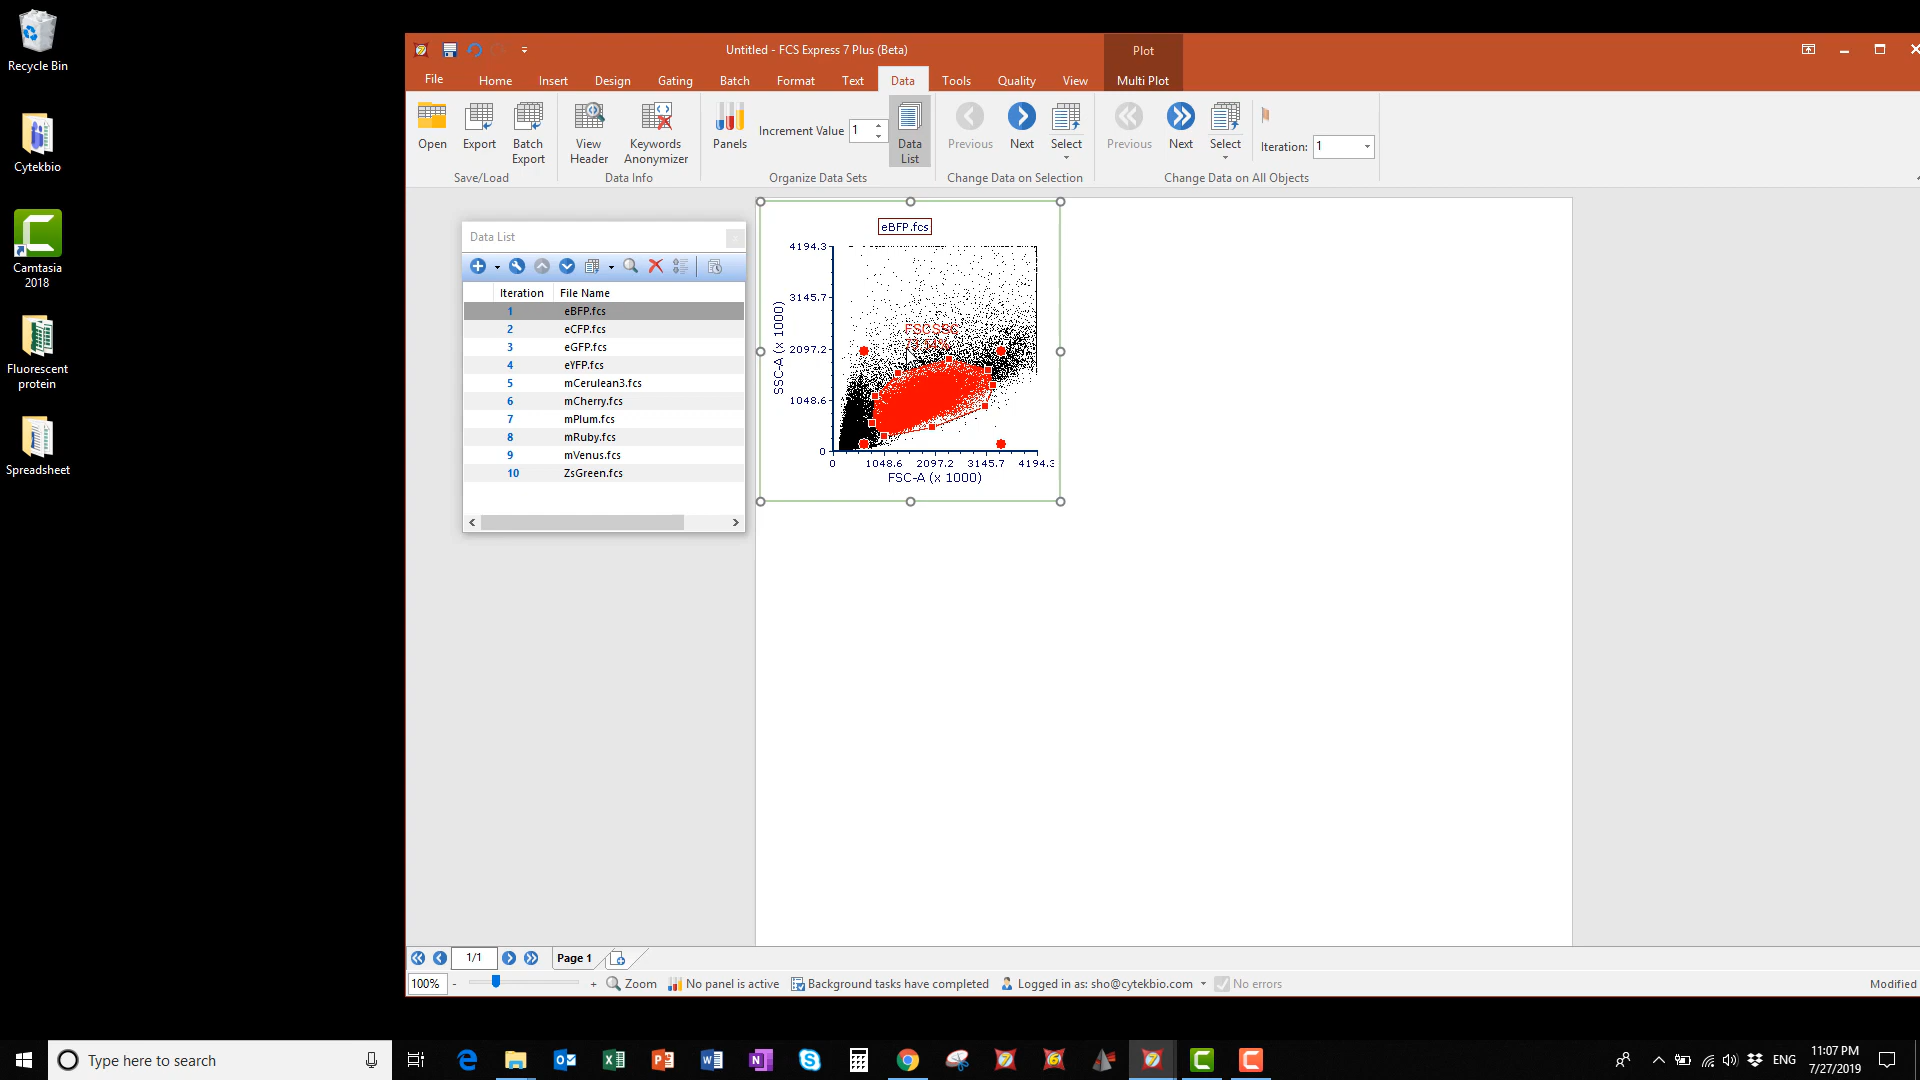 Recycle Bin
Cytekbio
Camtasia
2018
Fluorescent
protein
Spreadsheet
Untitled - FCS Express 7 Plus (Beta)
Plot
File
Home
Insert
Design
Gating
Batch
Format
Text
Data
Tools
Quality
View
Multi Plot
Open
Export
Batch
Export
Save/Load
View
Header
Keywords
Anonymizer
Data Info
Panels
Increment Value 1
Data
List
Organize Data Sets
Previous
Next
Select
Change Data on Selection
Previous
Next
Select
Iteration: 1
Change Data on All Objects
Data List
Iteration File Name
1 eBFP.fcs
2 eCFP.fcs
3 eGFP.fcs
4 eYFP.fcs
5 mCerulean3.fcs
6 mCherry.fcs
7 mPlum.fcs
8 mRuby.fcs
9 mVenus.fcs
10 ZsGreen.fcs
eBFP.fcs
4194.3
3145.7
2097.2
1048.6
0
SSC-A (x 1000)
FSCSSC
0 1048.6 2097.2 3145.7 4194.3
FSC-A (x 1000)
1/1
Page 1
100% - + Zoom
No panel is active
Background tasks have completed
Logged in as: sho@cytekbio.com
No errors
Modified
Type here to search
ENG
11:07 PM
7/27/2019